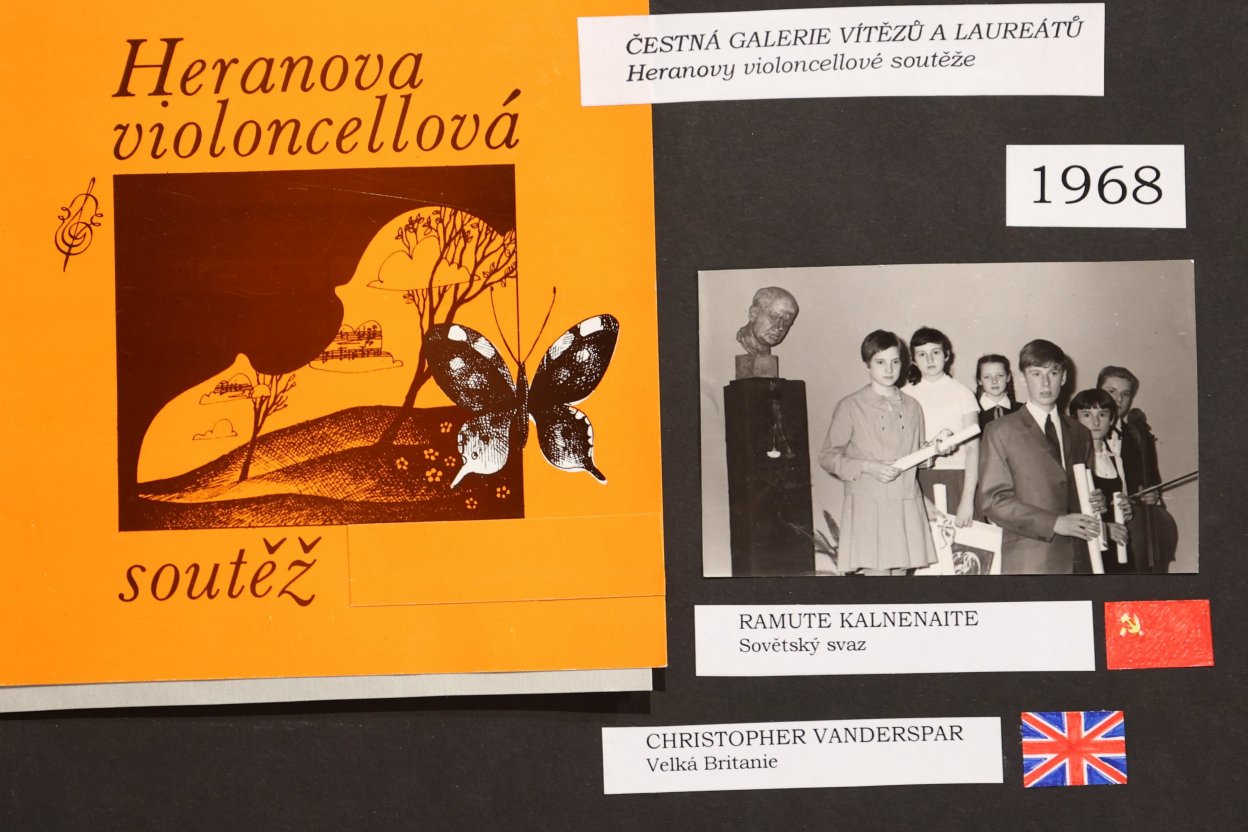 Heranova
violoncellová
soutěž
ČESTNÁ GALERIE VÍTĚZŮ A LAUREÁTŮ
Heranovy violoncellové soutěže
1968
RAMUTE KALNENAITE
Sovětský svaz
CHRISTOPHER VANDERSPAR
Velká Britanie